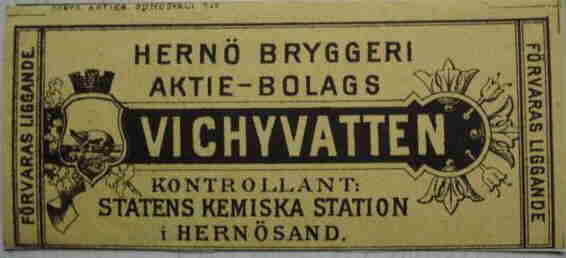 HERNÖ BRYGGERI
AKTIE-BOLAGS
VICHYVATTEN
KONTROLLANT:
STATENS KEMISKA STATION
i HERNÖSAND.
FÖRVARAS LIGGANDE
FÖRVARAS LIGGANDE